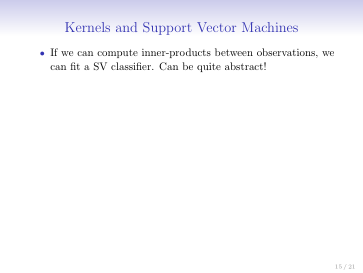 Kernels and Support Vector Machines
• If we can compute inner-products between observations, we
can fit a SV classifier. Can be quite abstract!
15 / 21